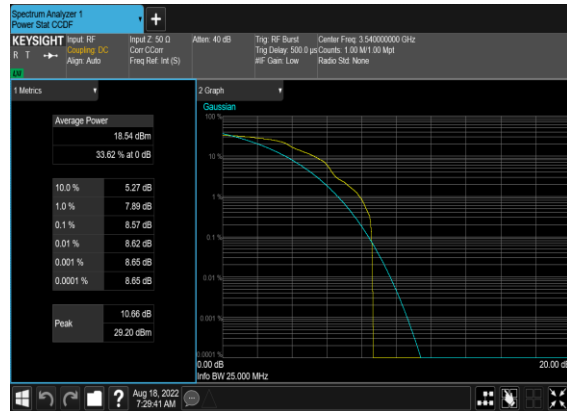 Spectrum Analyzer 1
Power Stat CCDF
+
KEYSIGHT Input: RF Input Z: 50 Ω Atten: 40 dB Trig: RF Burst Center Freq: 3.540000000 GHz
R T Coupling: DC Corr CCorr Trig Delay: 500.0 µs Counts: 1.00 M/1.00 Mpt
Align: Auto Freq Ref: Int (S) #IF Gain: Low Radio Std: None
LV
1 Metrics
2 Graph
Gaussian
Average Power
18.54 dBm
33.62 % at 0 dB
10.0 % 5.27 dB
1.0 % 7.89 dB
0.1 % 8.57 dB
0.01 % 8.62 dB
0.001 % 8.65 dB
0.0001 % 8.65 dB
Peak
10.66 dB
29.20 dBm
100 %
10 %
1 %
0.1 %
0.01 %
0.001 %
0.0001 %
0.00 dB 20.00 dB
Info BW 25.000 MHz
? Aug 18, 2022
7:29:41 AM